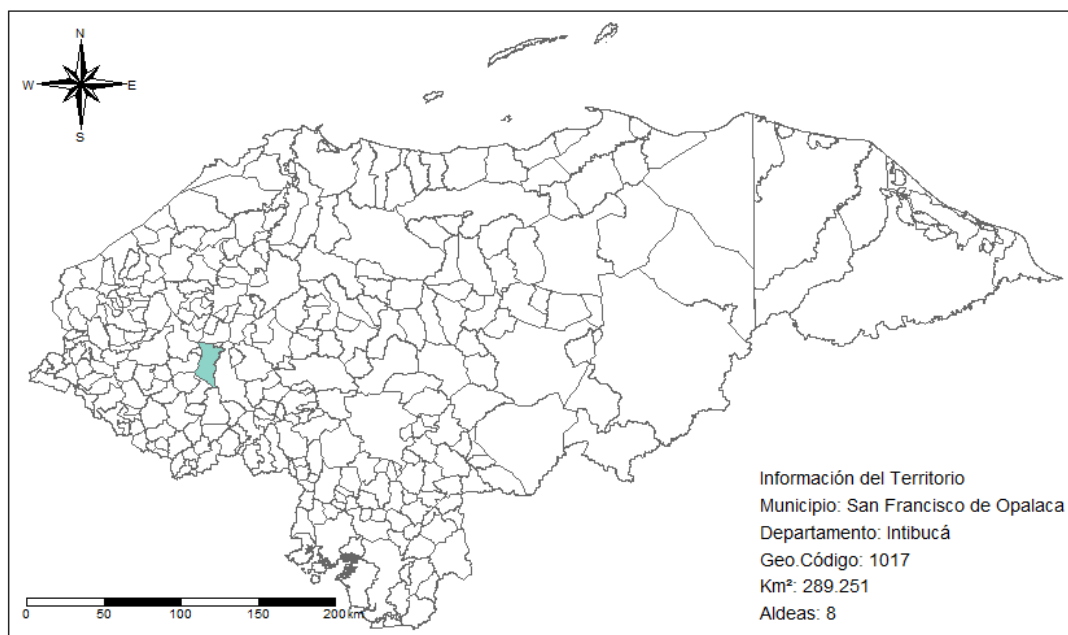 N
W E
S
Información del Territorio
Municipio: San Francisco de Opalaca
Departamento: Intibucá
Geo.Código: 1017
Km²: 289.251
Aldeas: 8
0 50 100 150 200 km